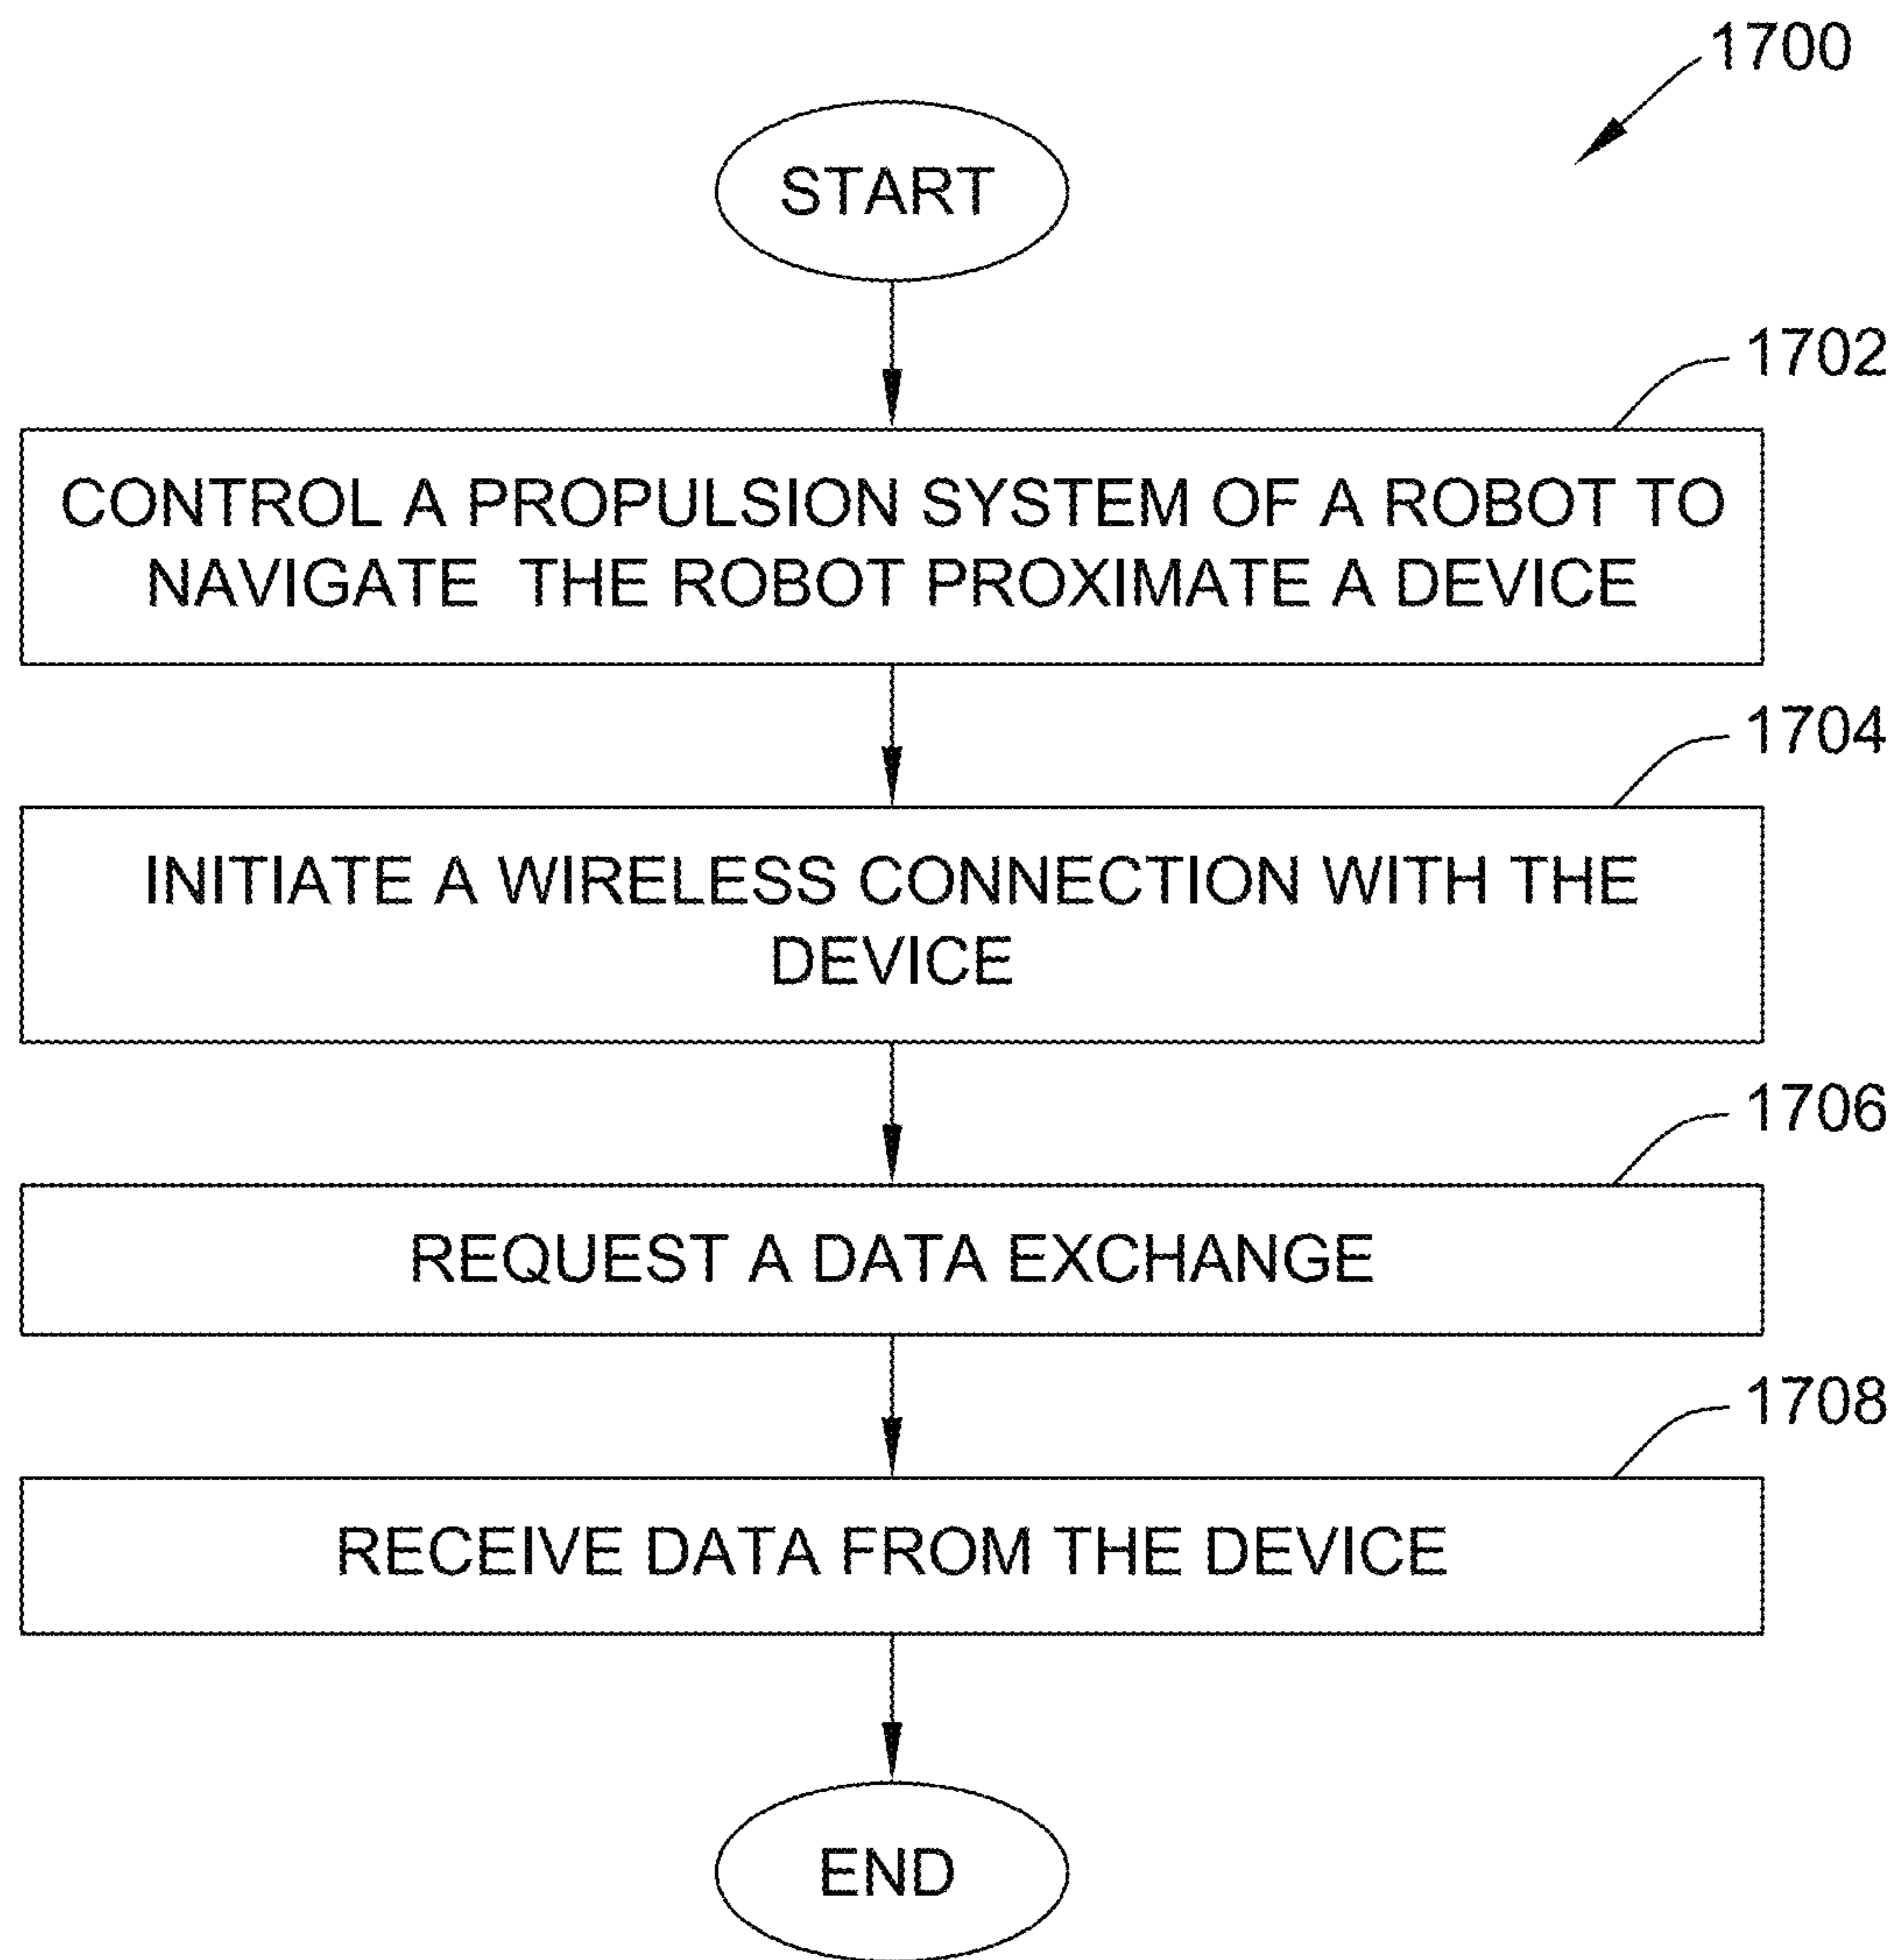 1700
START
1702
CONTROL A PROPULSION SYSTEM OF A ROBOT TO
NAVIGATE THE ROBOT PROXIMATE A DEVICE
1704
INITIATE A WIRELESS CONNECTION WITH THE
DEVICE
1706
REQUEST A DATA EXCHANGE
1708
RECEIVE DATA FROM THE DEVICE
END